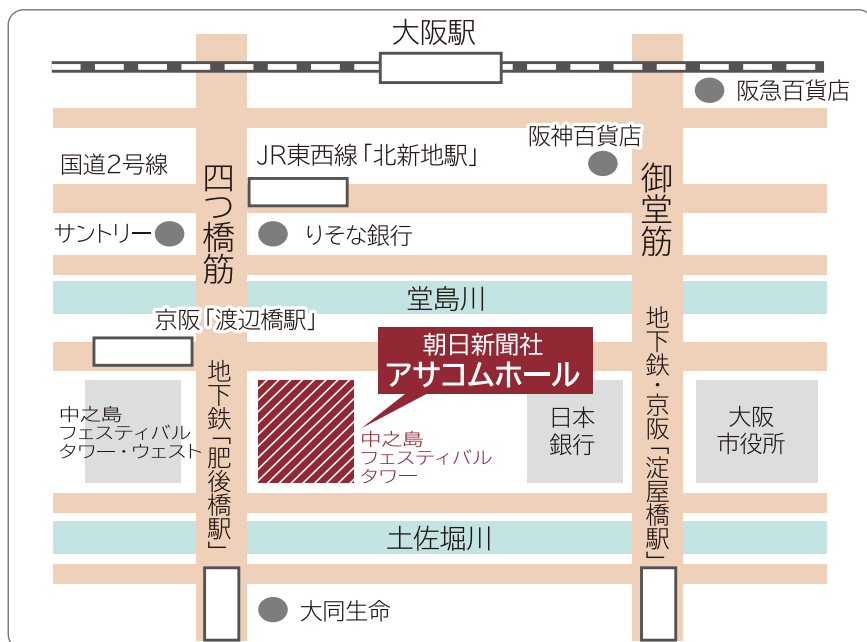 大阪駅
阪急百貨店
阪神百貨店
国道2号線
JR東西線「北新地駅」
四つ橋筋
御堂筋
サントリー
りそな銀行
堂島川
京阪「渡辺橋駅」
朝日新聞社
アサコムホール
地下鉄「肥後橋駅」
地下鉄・京阪「淀屋橋駅」
中之島
フェスティバル
タワー・ウェスト
中之島
フェスティバル
タワー
日本
銀行
大阪
市役所
土佐堀川
大同生命